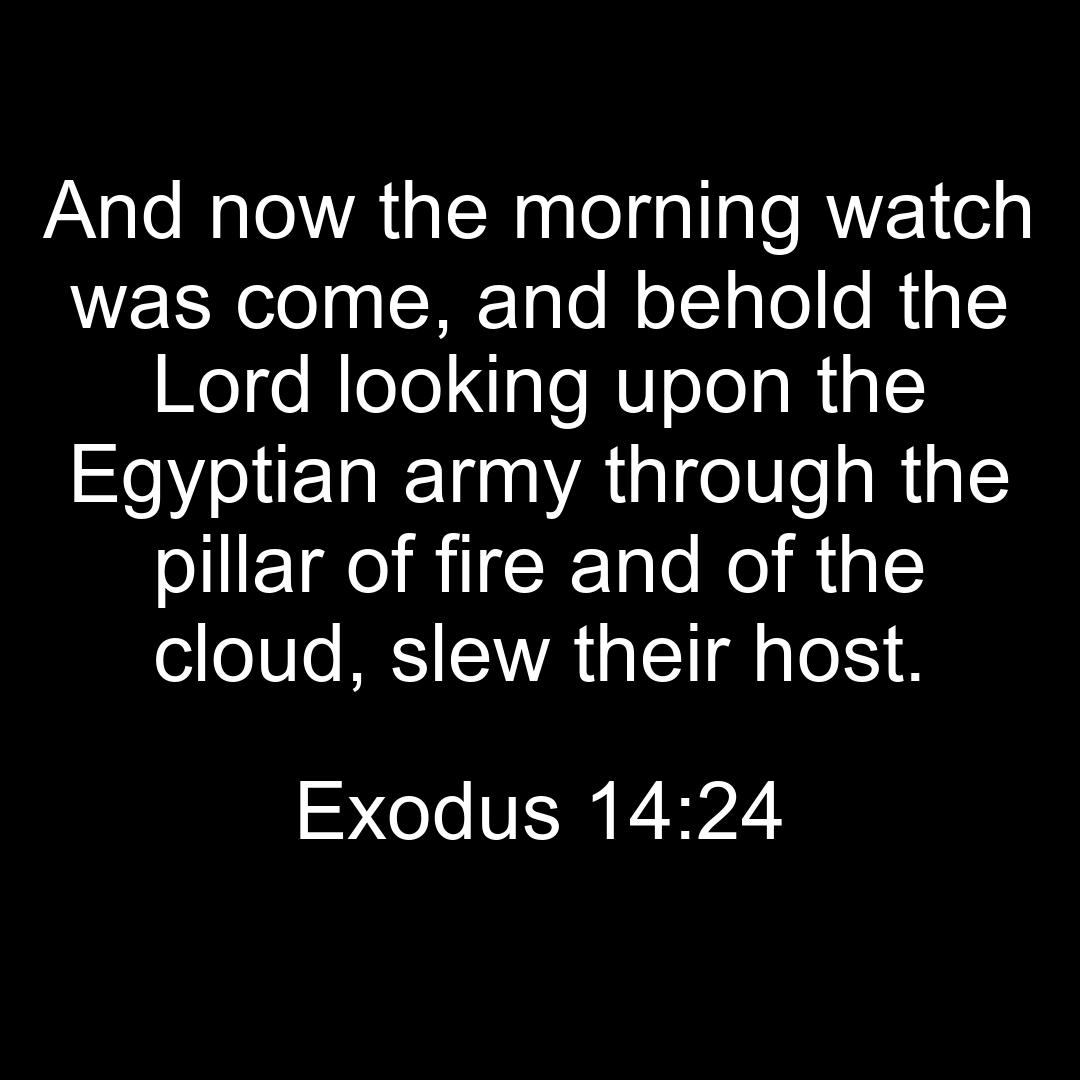 And now the morning watch
was come, and behold the
Lord looking upon the
Egyptian army through the
pillar of fire and of the
cloud, slew their host.
Exodus 14:24